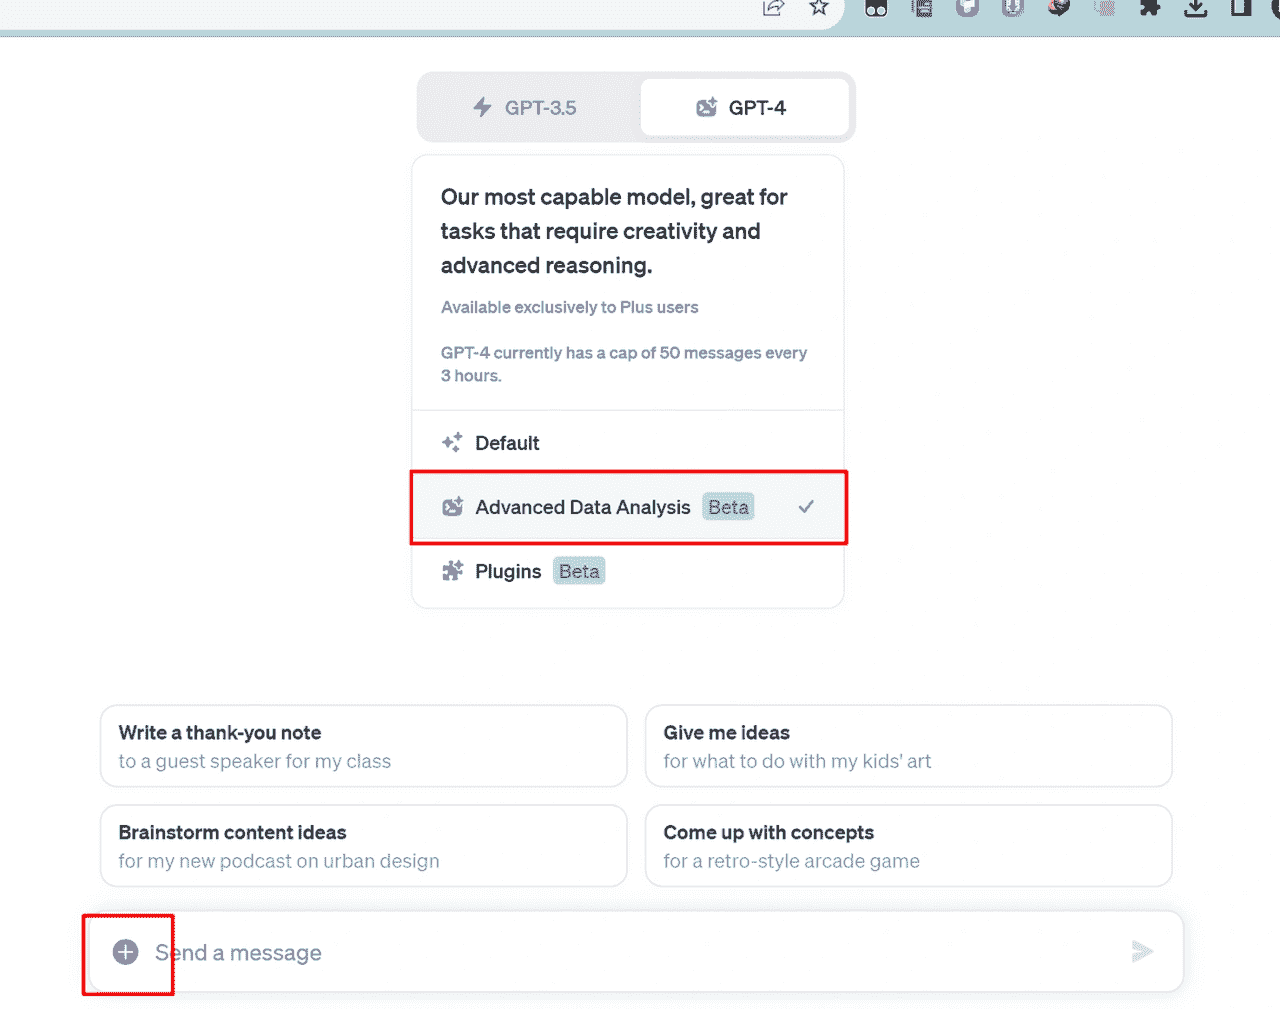 GPT-3.5
GPT-4
Our most capable model, great for
tasks that require creativity and
advanced reasoning.
Available exclusively to Plus users
GPT-4 currently has a cap of 50 messages every
3 hours.
Default
Advanced Data Analysis Beta
Plugins Beta
Write a thank-you note
to a guest speaker for my class
Give me ideas
for what to do with my kids' art
Brainstorm content ideas
for my new podcast on urban design
Come up with concepts
for a retro-style arcade game
Send a message